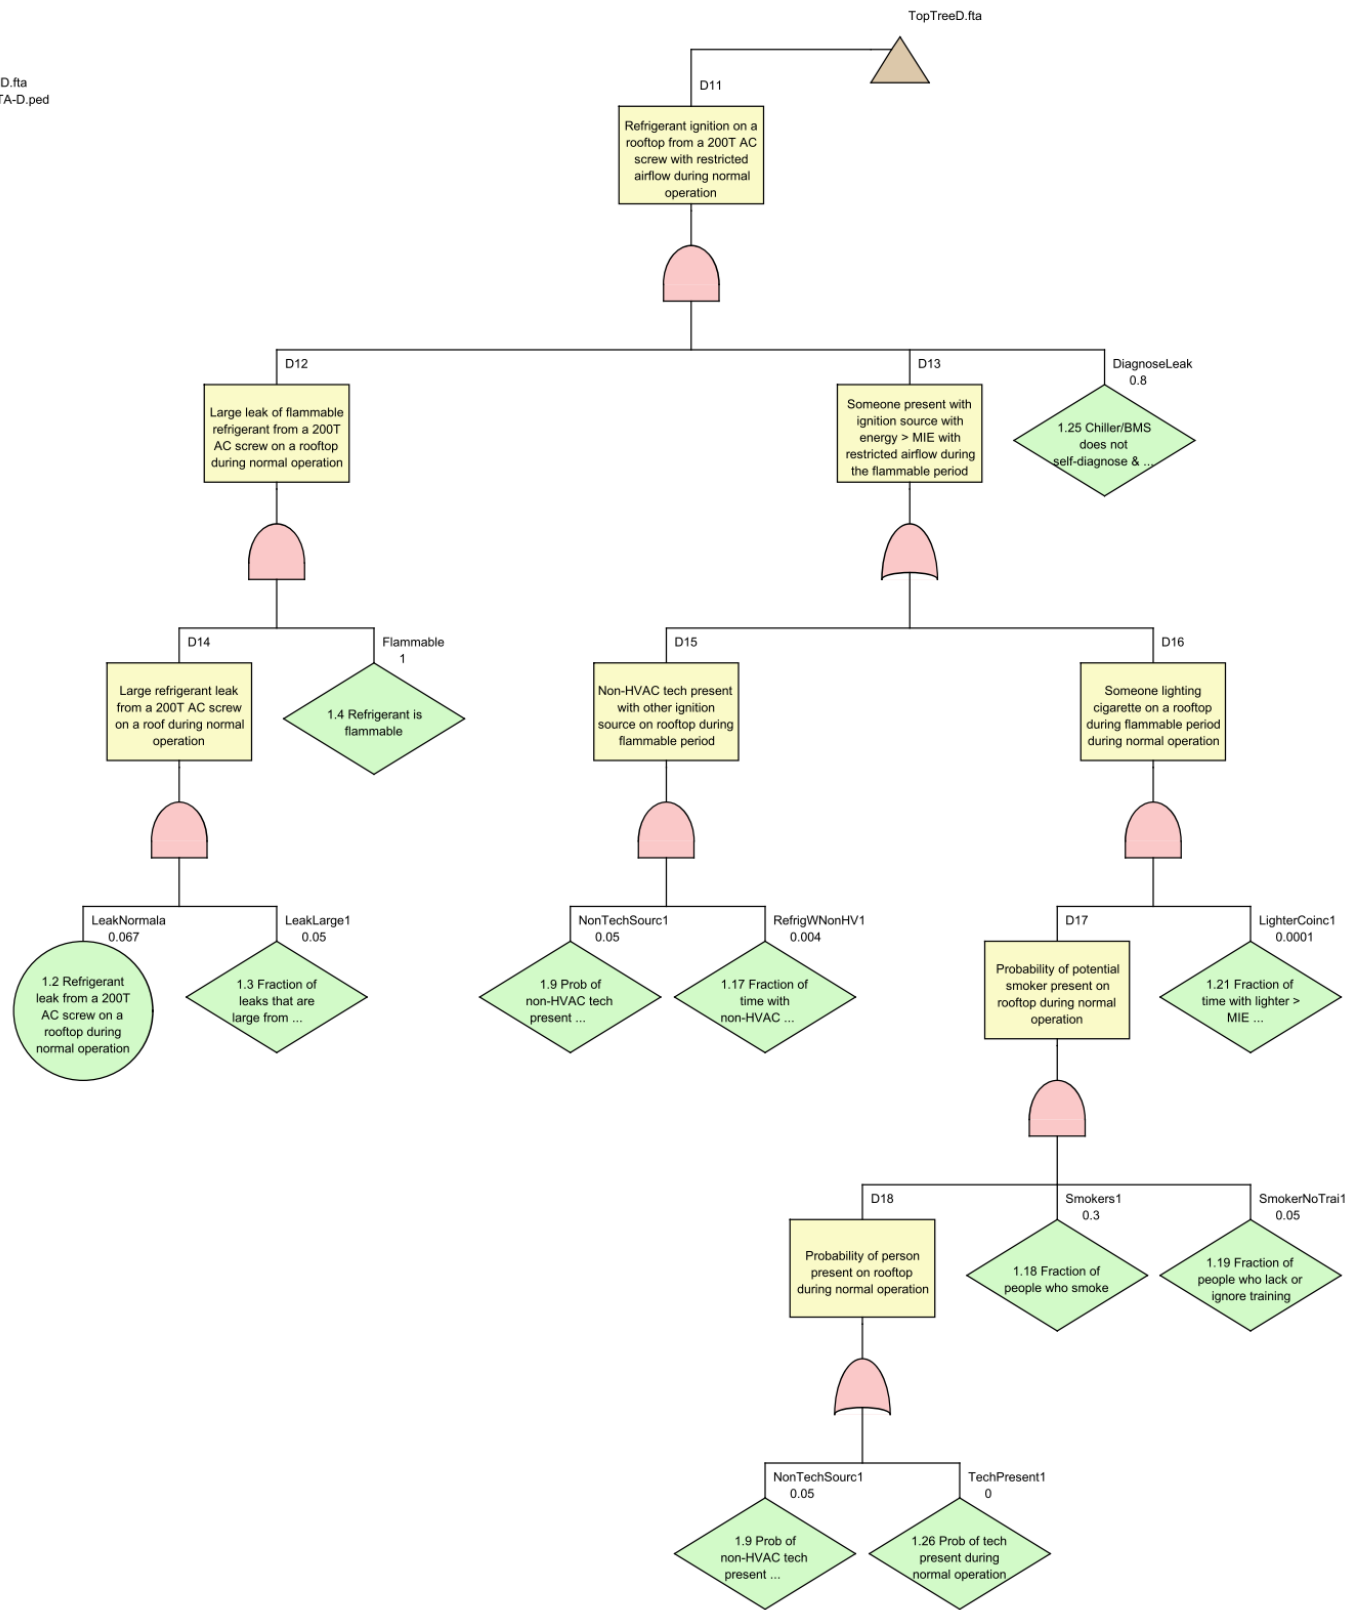 TopTreeD.fta
D.fta
TA-D.ped
D11
Refrigerant ignition on a
rooftop from a 200T AC
screw with restricted
airflow during normal
operation
D12
Large leak of flammable
refrigerant from a 200T
AC screw on a rooftop
during normal operation
D13
Someone present with
ignition source with
energy > MIE with
restricted airflow during
the flammable period
DiagnoseLeak
0.8
1.25 Chiller/BMS
does not
self-diagnose & ...
D14
Large refrigerant leak
from a 200T AC screw
on a roof during normal
operation
Flammable
1
1.4 Refrigerant is
flammable
D15
Non-HVAC tech present
with other ignition
source on rooftop during
flammable period
D16
Someone lighting
cigarette on a rooftop
during flammable period
during normal operation
LeakNormala
0.067
1.2 Refrigerant
leak from a 200T
AC screw on a
rooftop during
normal operation
LeakLarge1
0.05
1.3 Fraction of
leaks that are
large from ...
NonTechSourc1
0.05
1.9 Prob of
non-HVAC tech
present ...
RefrigWNonHV1
0.004
1.17 Fraction of
time with
non-HVAC ...
D17
Probability of potential
smoker present on
rooftop during normal
operation
LighterCoinc1
0.0001
1.21 Fraction of
time with lighter >
MIE ...
D18
Probability of person
present on rooftop
during normal operation
Smokers1
0.3
1.18 Fraction of
people who smoke
SmokerNoTrai1
0.05
1.19 Fraction of
people who lack or
ignore training
NonTechSourc1
0.05
1.9 Prob of
non-HVAC tech
present ...
TechPresent1
0
1.26 Prob of tech
present during
normal operation